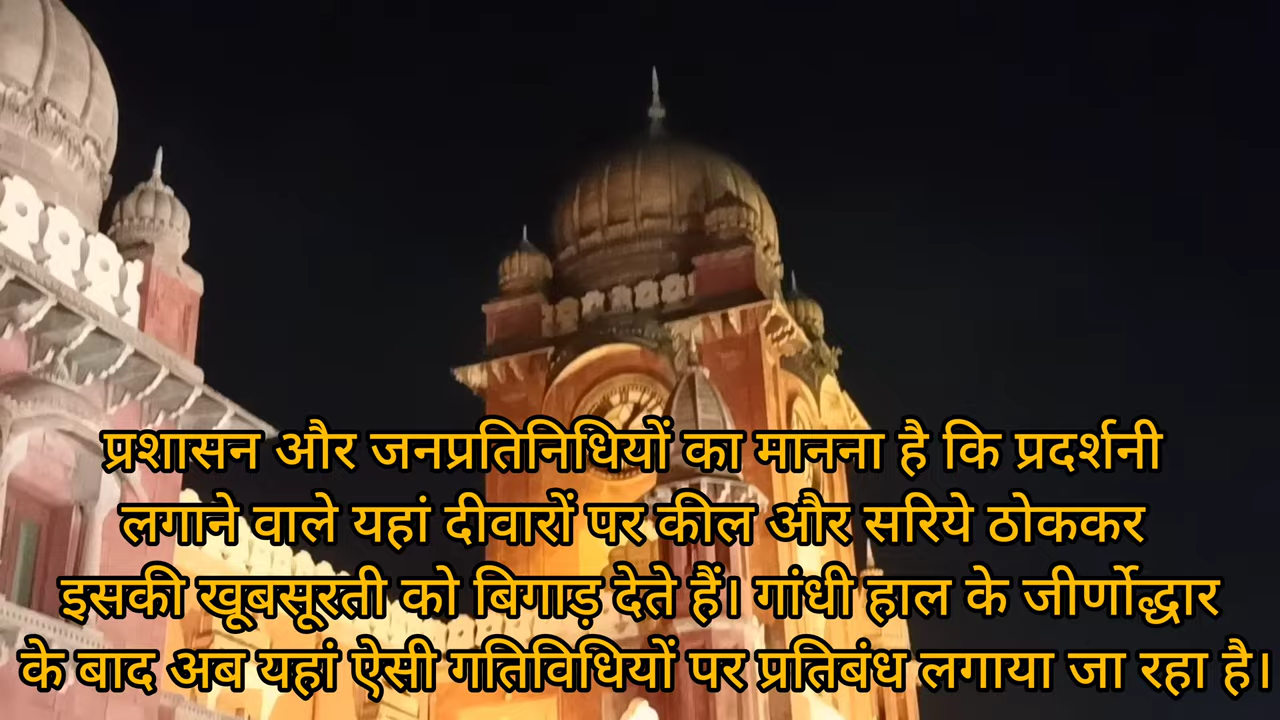 प्रशासन और जनप्रतिनिधियों का मानना है कि प्रदर्शनी
लगाने वाले यहां दीवारों पर कील और सरिये ठोककर
इसकी खूबसूरती को बिगाड़ देते हैं। गांधी हाल के जीर्णोद्धार
के बाद अब यहां ऐसी गतिविधियों पर प्रतिबंध लगाया जा रहा है।